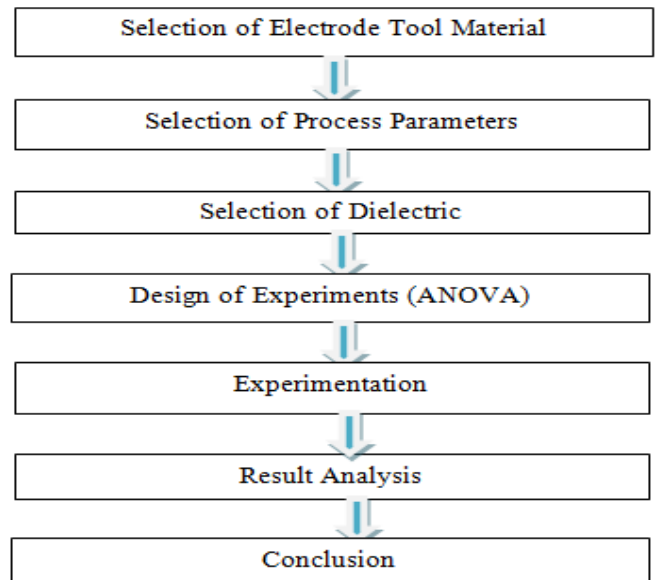 Selection of Electrode Tool Material
Selection of Process Parameters
Selection of Dielectric
Design of Experiments (ANOVA)
Experimentation
Result Analysis
Conclusion